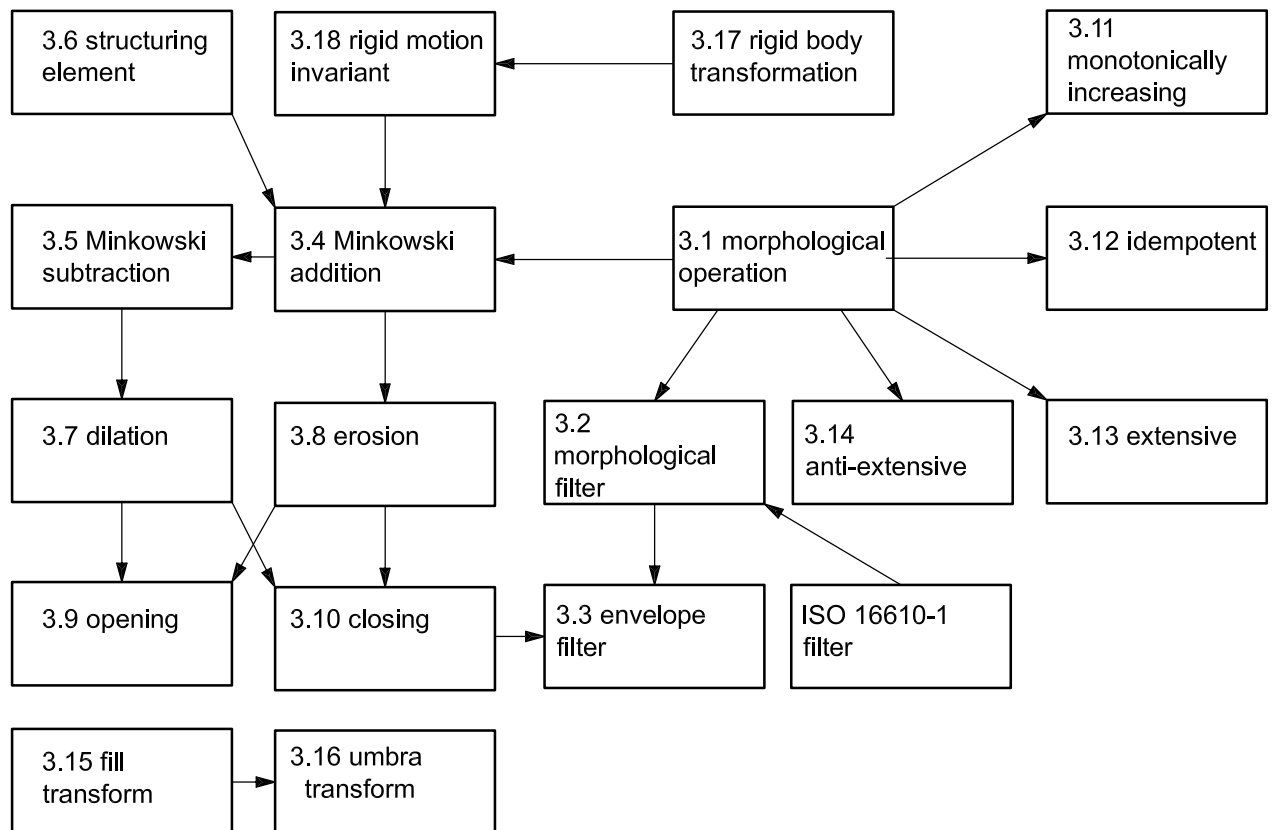 3.6 structuring
element
3.18 rigid motion
invariant
3.17 rigid body
transformation
3.11
monotonically
increasing
3.5 Minkowski
subtraction
3.4 Minkowski
addition
3.1 morphological
operation
3.12 idempotent
3.7 dilation
3.8 erosion
3.2
morphological
filter
3.14
anti-extensive
3.13 extensive
3.9 opening
3.10 closing
3.3 envelope
filter
ISO 16610-1
filter
3.15 fill
transform
3.16 umbra
transform